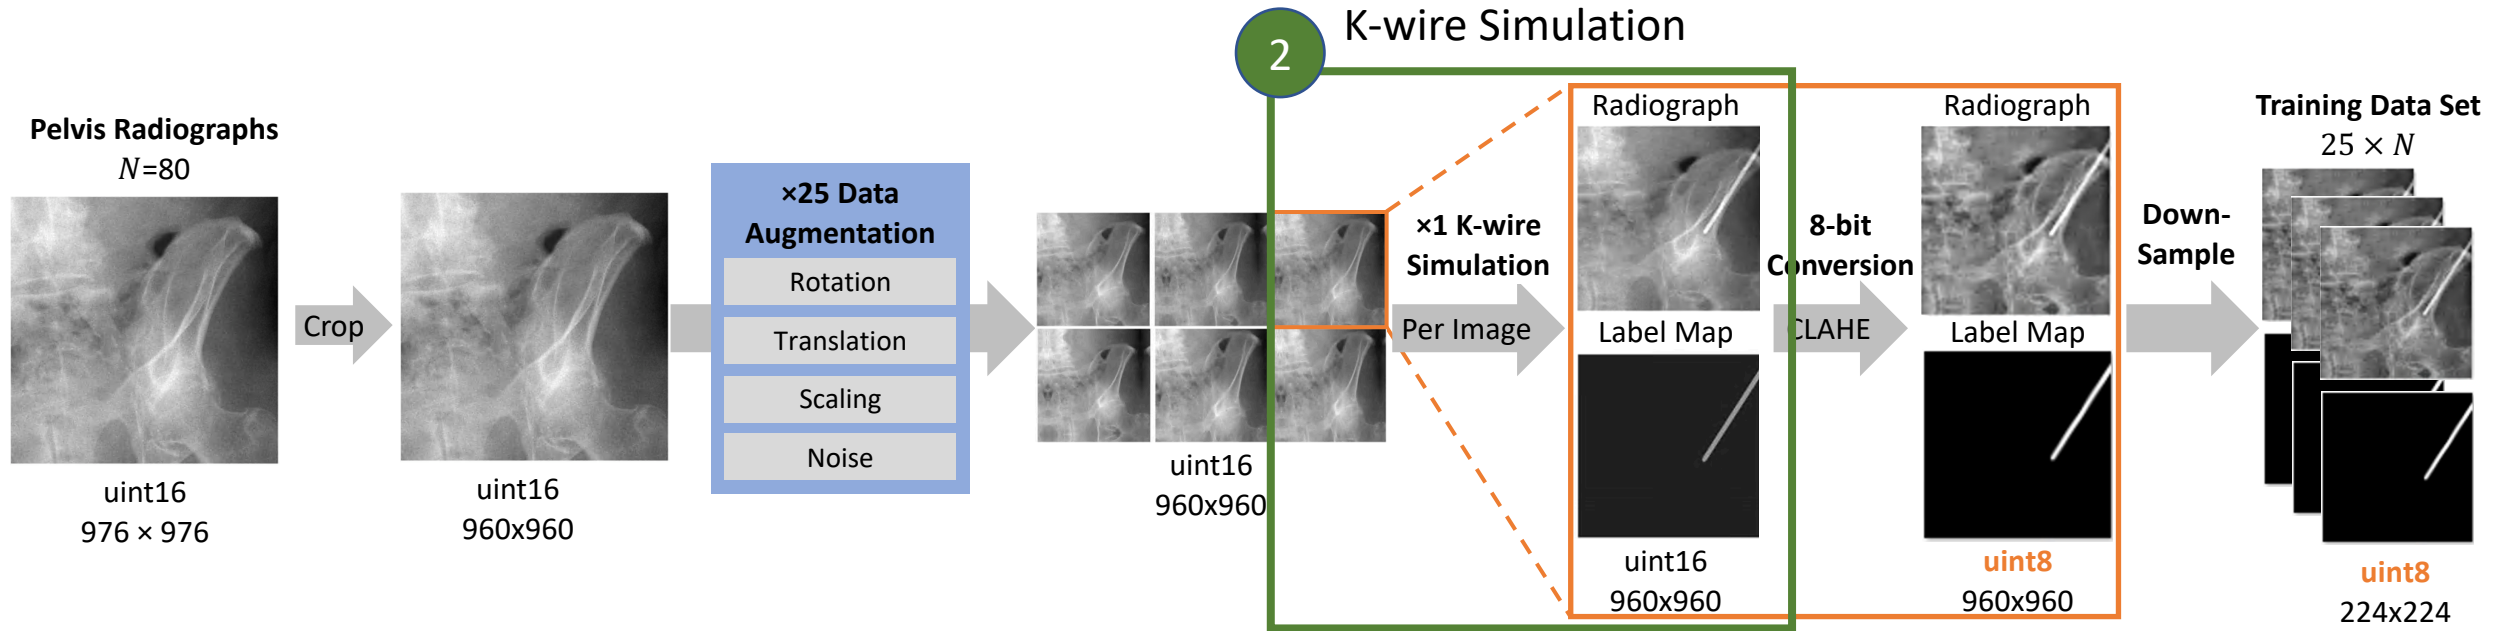 2
K-wire Simulation
Pelvis Radiographs
N=80
uint16
976 × 976
Crop
uint16
960x960
×25 Data
Augmentation
Rotation
Translation
Scaling
Noise
uint16
960x960
×1 K-wire
Simulation
Per Image
Radiograph
Label Map
uint16
960x960
8-bit
Conversion
CLAHE
Radiograph
Label Map
uint8
960x960
Down-
Sample
Training Data Set
25 × N
uint8
224x224